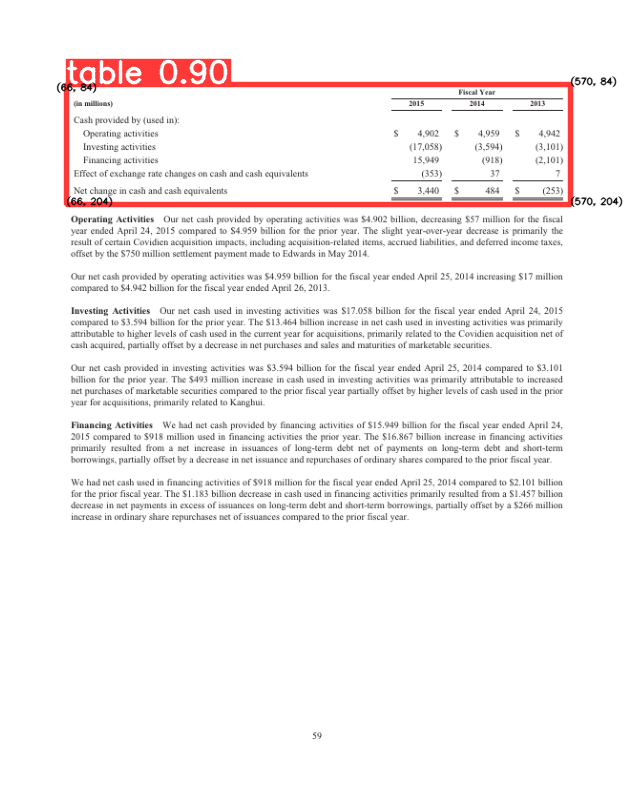 table 0.90
(66, 84)
(570, 84)
Fiscal Year
(in millions) 2015 2014 2013
Cash provided by (used in):
Operating activities $ 4,902 $ 4,959 $ 4,942
Investing activities (17,058) (3,594) (3,101)
Financing activities 15,949 (918) (2,101)
Effect of exchange rate changes on cash and cash equivalents (353) 37 7
Net change in cash and cash equivalents $ 3,440 $ 484 $ (253)
(66, 204)
(570, 204)
Operating Activities Our net cash provided by operating activities was $4.902 billion, decreasing $57 million for the fiscal
year ended April 24, 2015 compared to $4.959 billion for the prior year. The slight year-over-year decrease is primarily the
result of certain Covidien acquisition impacts, including acquisition-related items, accrued liabilities, and deferred income taxes,
offset by the $750 million settlement payment made to Edwards in May 2014.
Our net cash provided by operating activities was $4.959 billion for the fiscal year ended April 25, 2014 increasing $17 million
compared to $4.942 billion for the fiscal year ended April 26, 2013.
Investing Activities Our net cash used in investing activities was $17.058 billion for the fiscal year ended April 24, 2015
compared to $3.594 billion for the prior year. The $13.464 billion increase in net cash used in investing activities was primarily
attributable to higher levels of cash used in the current year for acquisitions, primarily related to the Covidien acquisition net of
cash acquired, partially offset by a decrease in net purchases and sales and maturities of marketable securities.
Our net cash provided in investing activities was $3.594 billion for the fiscal year ended April 25, 2014 compared to $3.101
billion for the prior year. The $493 million increase in cash used in investing activities was primarily attributable to increased
net purchases of marketable securities compared to the prior fiscal year partially offset by higher levels of cash used in the prior
year for acquisitions, primarily related to Kanghui.
Financing Activities We had net cash provided by financing activities of $15.949 billion for the fiscal year ended April 24,
2015 compared to $918 million used in financing activities the prior year. The $16.867 billion increase in financing activities
primarily resulted from a net increase in issuances of long-term debt net of payments on long-term debt and short-term
borrowings, partially offset by a decrease in net issuance and repurchases of ordinary shares compared to the prior fiscal year.
We had net cash used in financing activities of $918 million for the fiscal year ended April 25, 2014 compared to $2.101 billion
for the prior fiscal year. The $1.183 billion decrease in cash used in financing activities primarily resulted from a $1.457 billion
decrease in net payments in excess of issuances on long-term debt and short-term borrowings, partially offset by a $266 million
increase in ordinary share repurchases net of issuances compared to the prior fiscal year.
59